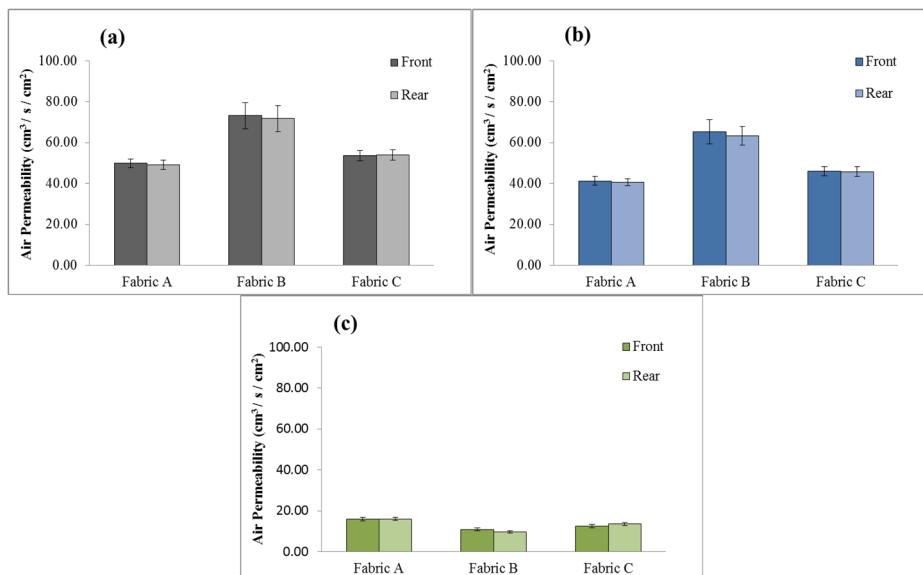 (a)
Air Permeability (cm³ / s / cm²)
100.00
80.00
60.00
40.00
20.00
0.00
Front
Rear
Fabric A
Fabric B
Fabric C
(b)
Air Permeability (cm³ / s / cm²)
100.00
80.00
60.00
40.00
20.00
0.00
Front
Rear
Fabric A
Fabric B
Fabric C
(c)
Air Permeability (cm³ / s / cm²)
100.00
80.00
60.00
40.00
20.00
0.00
Front
Rear
Fabric A
Fabric B
Fabric C